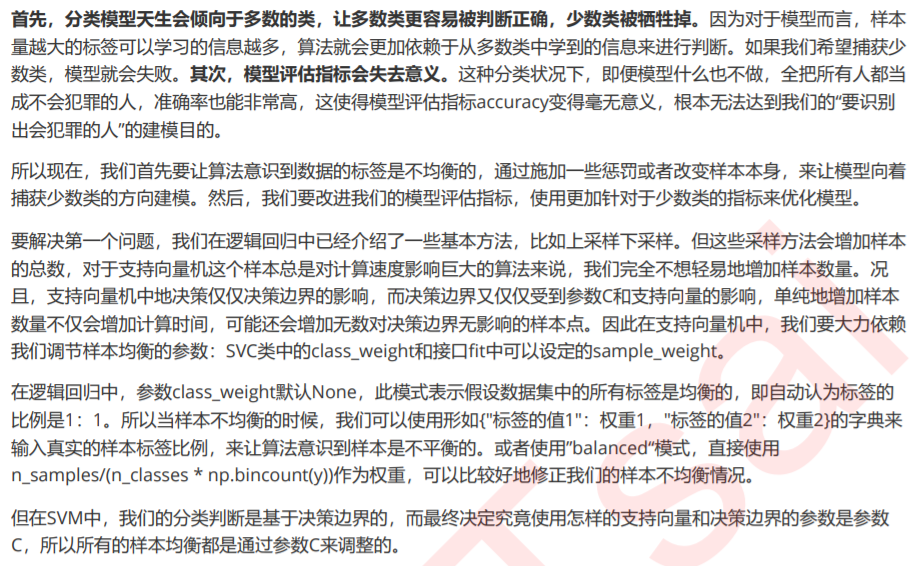 首先，分类模型天生会倾向于多数的类，让多数类更容易被判断正确，少数类被牺牲掉。因为对于模型而言，样本
量越大的标签可以学习的信息越多，算法就会更加依赖于从多数类中学到的信息来进行判断。如果我们希望捕获少
数类，模型就会失败。其次，模型评估指标会失去意义。这种分类状况下，即便模型什么也不做，全把所有人都当
成不会犯罪的人，准确率也能非常高，这使得模型评估指标accuracy变得毫无意义，根本无法达到我们的“要识别
出会犯罪的人”的建模目的。
所以现在，我们首先要让算法意识到数据的标签是不均衡的，通过施加一些惩罚或者改变样本本身，来让模型向着
捕获少数类的方向建模。然后，我们要改进我们的模型评估指标，使用更加针对于少数类的指标来优化模型。
要解决第一个问题，我们在逻辑回归中已经介绍了一些基本方法，比如上采样下采样。但这些采样方法会增加样本
的总数，对于支持向量机这个样本总是对计算速度影响巨大的算法来说，我们完全不想轻易地增加样本数量。况
且，支持向量机中地决策仅仅决策边界的影响，而决策边界又仅仅受到参数C和支持向量的影响，单纯地增加样本
数量不仅会增加计算时间，可能还会增加无数对决策边界无影响的样本点。因此在支持向量机中，我们要大力依赖
我们调节样本均衡的参数：SVC类中的class_weight和接口fit中可以设定的sample_weight。
在逻辑回归中，参数class_weight默认None，此模式表示假设数据集中的所有标签是均衡的，即自动认为标签的
比例是1：1。所以当样本不均衡的时候，我们可以使用形如{"标签的值1"：权重1，"标签的值2"：权重2}的字典来
输入真实的样本标签比例，来让算法意识到样本是不平衡的。或者使用”balanced“模式，直接使用
n_samples/(n_classes * np.bincount(y))作为权重，可以比较好地修正我们的样本不均衡情况。
但在SVM中，我们的分类判断是基于决策边界的，而最终决定究竟使用怎样的支持向量和决策边界的参数是参数
C，所以所有的样本均衡都是通过参数C来调整的。
Tsai